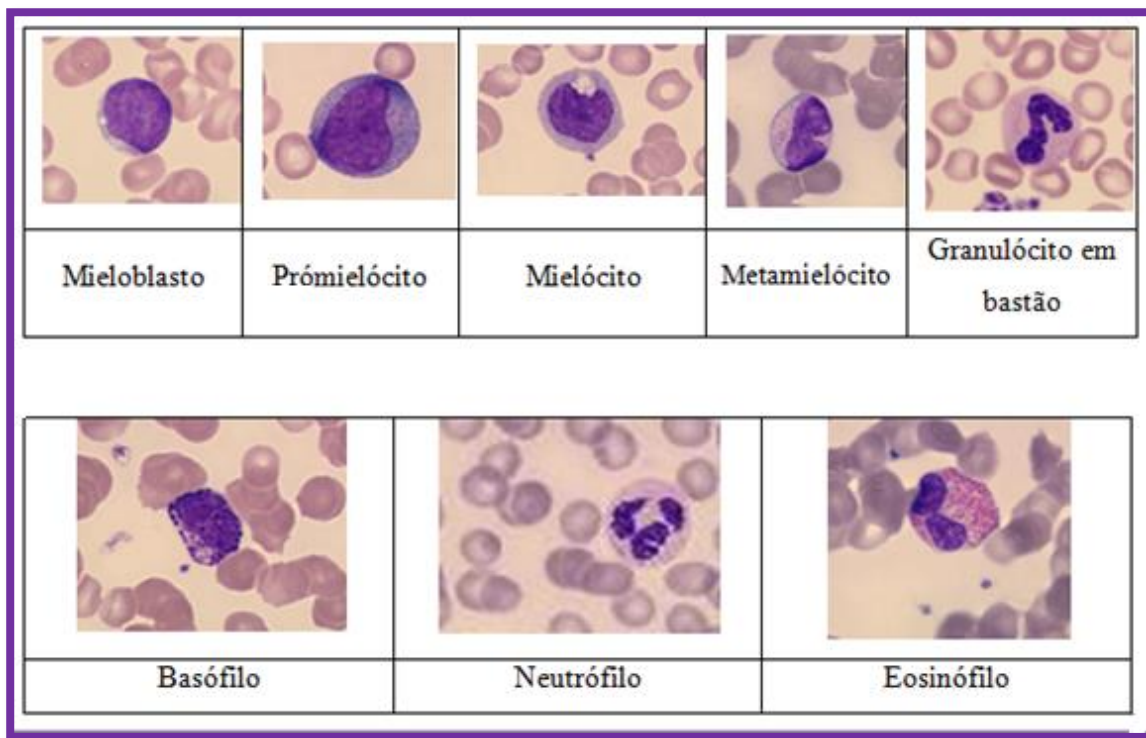 Mieloblasto
Prómielócito
Mielócito
Metamielócito
Granulócito em
bastão
Basófilo
Neutrófilo
Eosinófilo